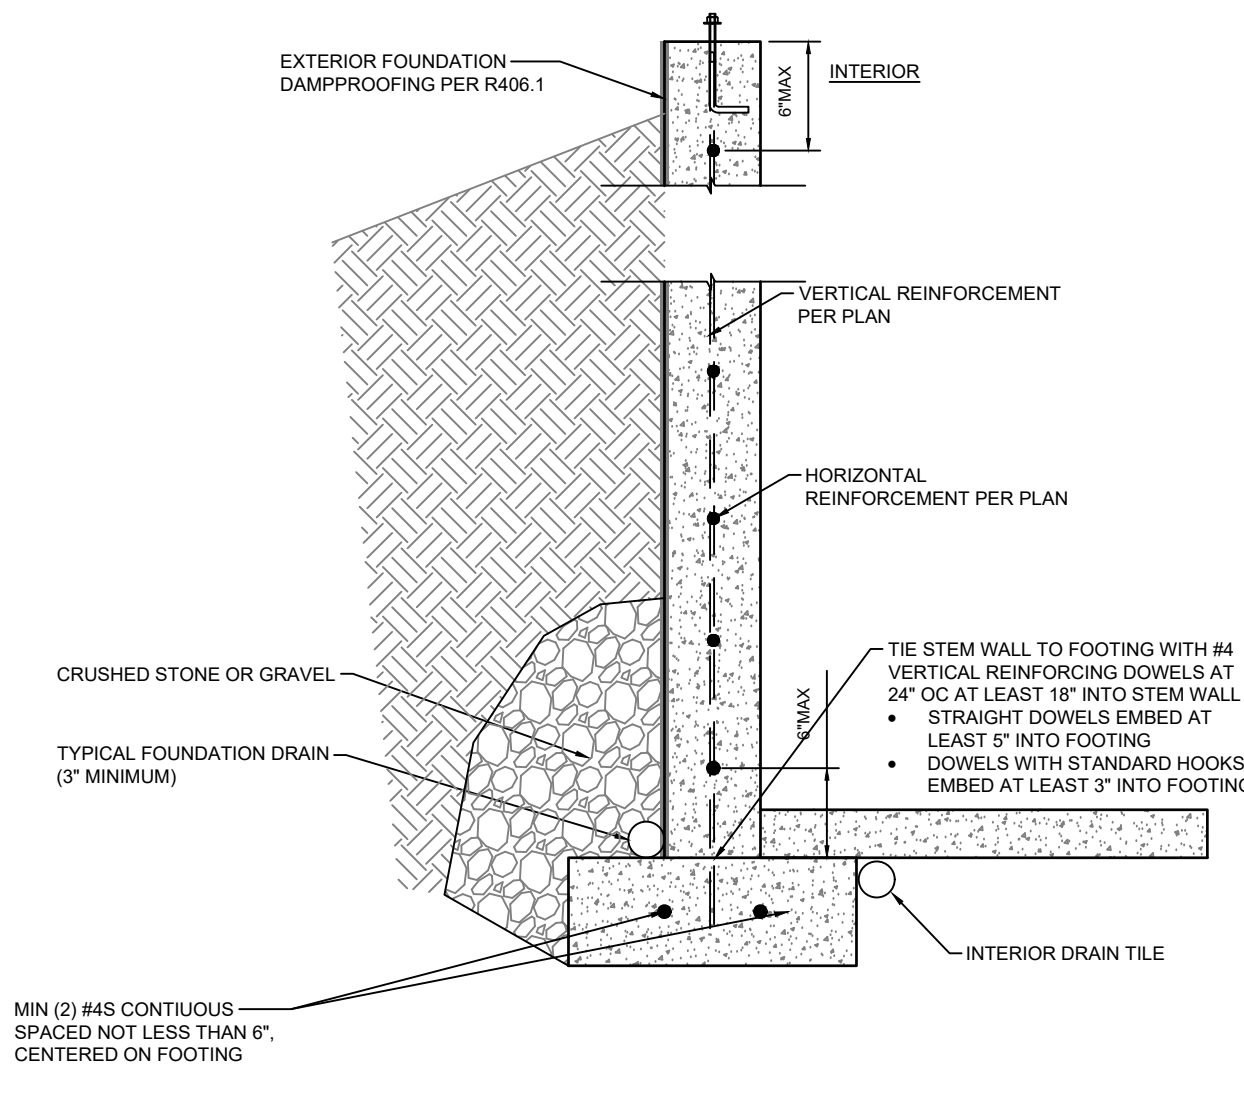 EXTERIOR FOUNDATION
DAMPPROOFING PER R406.1
6"MAX
INTERIOR
VERTICAL REINFORCEMENT
PER PLAN
HORIZONTAL
REINFORCEMENT PER PLAN
TIE STEM WALL TO FOOTING WITH #4
VERTICAL REINFORCING DOWELS AT
24" OC AT LEAST 18" INTO STEM WALL
• STRAIGHT DOWELS EMBED AT
LEAST 5" INTO FOOTING
• DOWELS WITH STANDARD HOOKS
EMBED AT LEAST 3" INTO FOOTING
6"MAX
CRUSHED STONE OR GRAVEL
TYPICAL FOUNDATION DRAIN
(3" MINIMUM)
INTERIOR DRAIN TILE
MIN (2) #4S CONTIUOUS
SPACED NOT LESS THAN 6",
CENTERED ON FOOTING